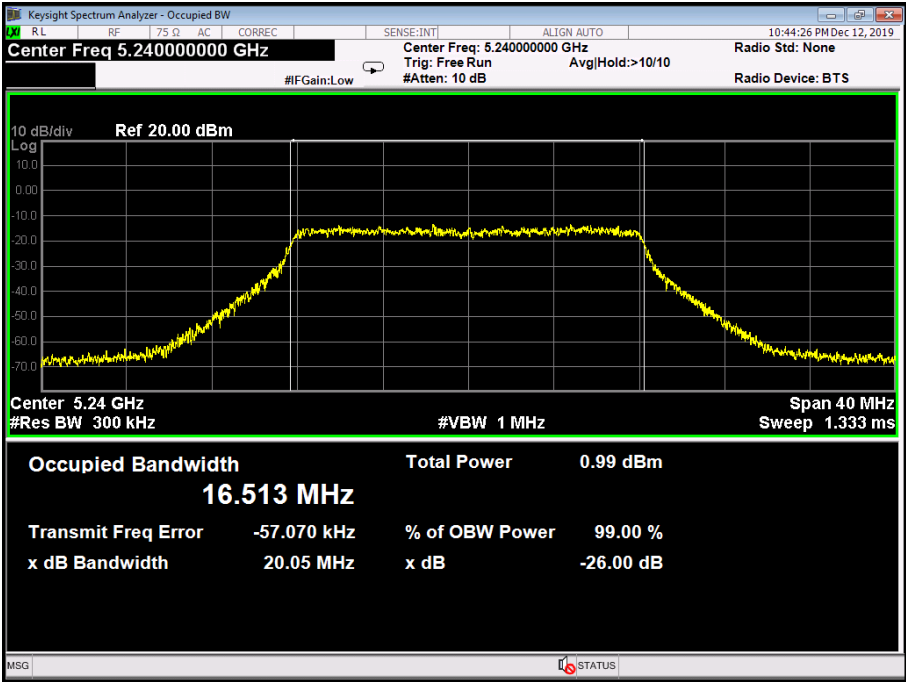 Keysight Spectrum Analyzer - Occupied BW
LXI RL RF 75 Ω AC CORREC SENSE:INT ALIGN AUTO 10:44:26 PM Dec 12, 2019
Center Freq 5.240000000 GHz Center Freq: 5.240000000 GHz Radio Std: None
Trig: Free Run Avg|Hold:>10/10
#IFGain:Low #Atten: 10 dB Radio Device: BTS
10 dB/div Ref 20.00 dBm
Log
10.0
0.00
-10.0
-20.0
-30.0
-40.0
-50.0
-60.0
-70.0
Center 5.24 GHz Span 40 MHz
#Res BW 300 kHz #VBW 1 MHz Sweep 1.333 ms
Occupied Bandwidth Total Power 0.99 dBm
16.513 MHz
Transmit Freq Error -57.070 kHz % of OBW Power 99.00 %
x dB Bandwidth 20.05 MHz x dB -26.00 dB
MSG STATUS